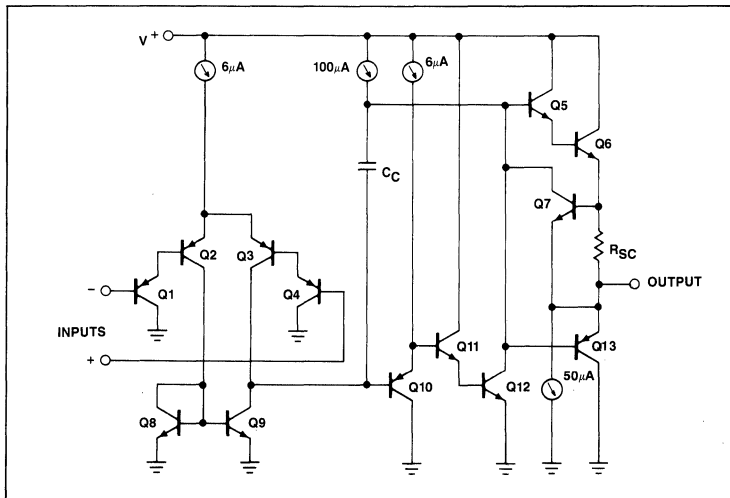 V+
6μA
100μA
6μA
Q5
Q6
CC
Q7
RSC
Q2
Q3
OUTPUT
−
Q1
Q4
INPUTS
+
Q11
Q13
Q10
Q12
50μA
Q8
Q9